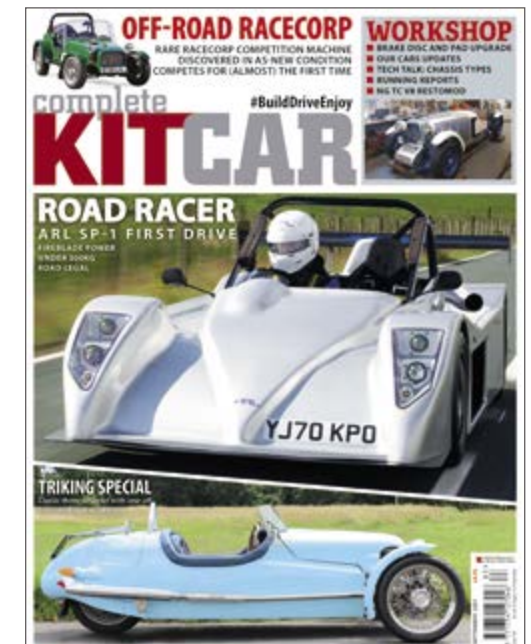 OFF-ROAD RACECORP
RARE RACECORP COMPETITION MACHINE
DISCOVERED IN AS-NEW CONDITION
COMPETES FOR (ALMOST) THE FIRST TIME
WORKSHOP
BRAKE DISC AND PAD UPGRADE
OUR CARS UPDATES
TECH TALK: CHASSIS TYPES
RUNNING REPORTS
NG TC V8 RESTOMOD
complete
#BuildDriveEnjoy
KITCAR
ROAD RACER
ARL SP-1 FIRST DRIVE
FIREBLADE POWER
UNDER 500KG
ROAD LEGAL
YJ70 KPO
TRIKING SPECIAL